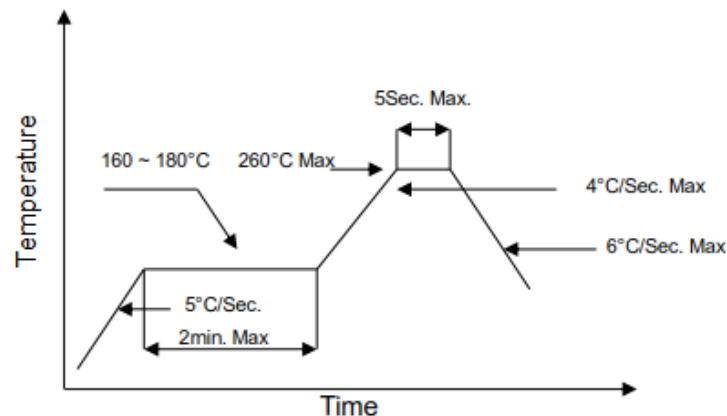 5Sec. Max.
160 ~ 180°C
260°C Max
4°C/Sec. Max
6°C/Sec. Max
5°C/Sec.
2min. Max
Temperature
Time